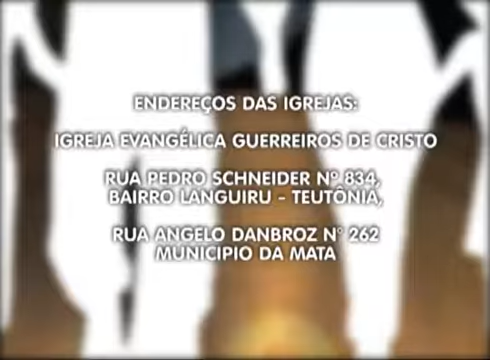 ENDEREÇOS DAS IGREJAS:
IGREJA EVANGÉLICA GUERREIROS DE CRISTO
RUA PEDRO SCHNEIDER Nº 834,
BAIRRO LANGUIRU - TEUTÔNIA,
RUA ANGELO DANBROZ N° 262
MUNICIPIO DA MATA